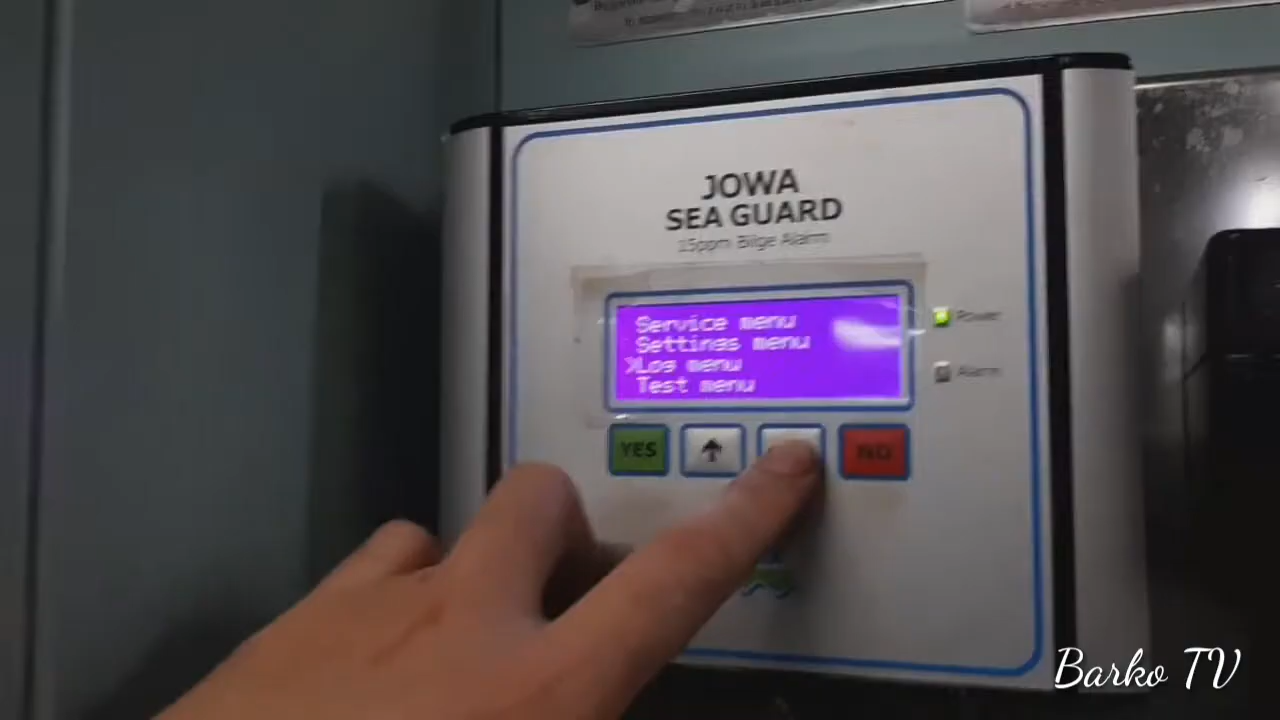 JOWA
SEA GUARD
15ppm Bilge Alarm
Service menu
Settings menu
>Log menu
Test menu
Power
Alarm
YES
NO
Barko TV